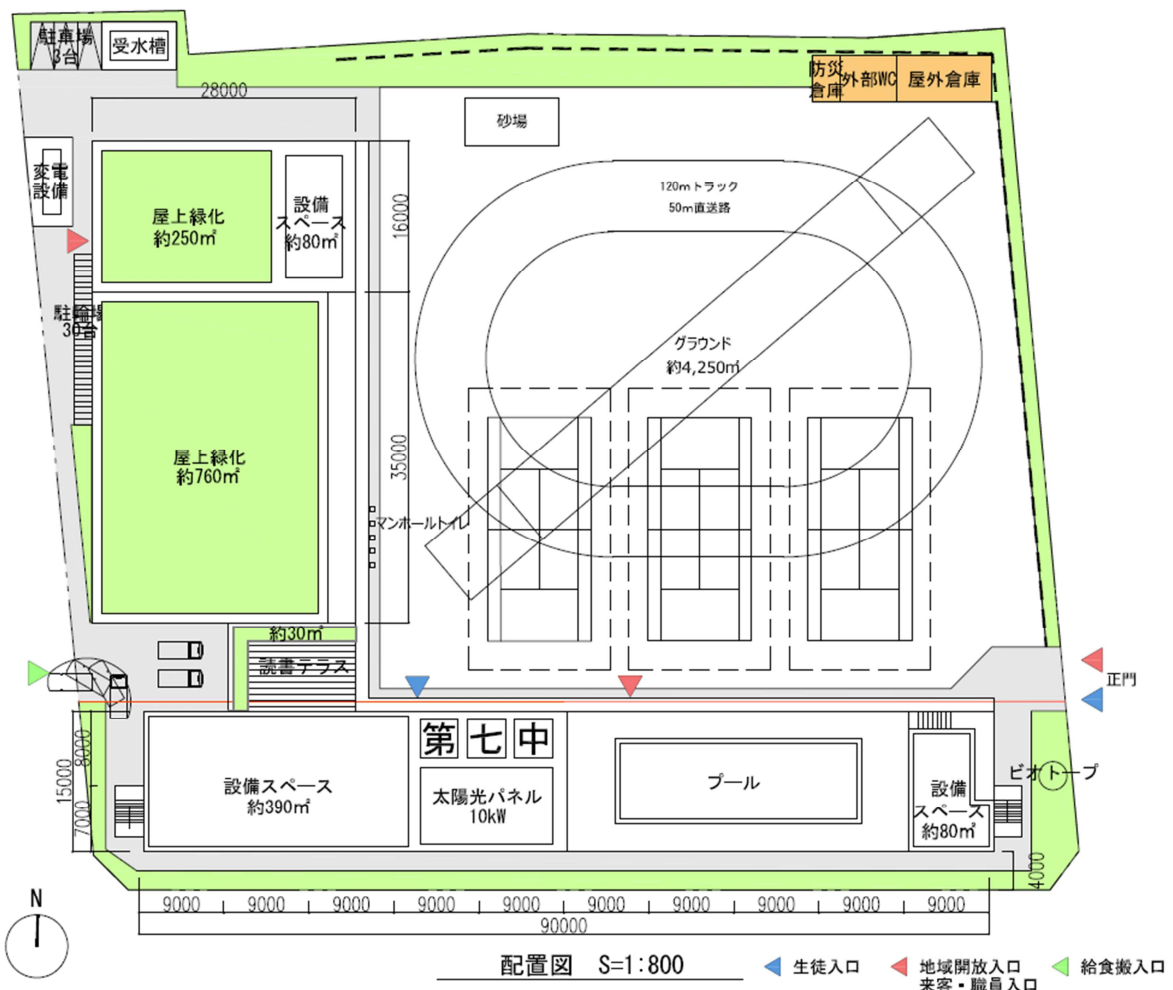 駐車場
3台
受水槽
防災
倉庫
外部WC
屋外倉庫
28000
砂場
変電
設備
屋上緑化
約250㎡
設備
スペース
約80㎡
16000
120mトラック
50m直送路
駐輪場
30台
グラウンド
約4,250㎡
屋上緑化
約760㎡
35000
マンホールトイレ
約30㎡
読書テラス
正門
15000
8000
7000
設備スペース
約390㎡
第七中
太陽光パネル
10kW
プール
設備
スペース
約80㎡
ビオトープ
4000
N
9000 9000 9000 9000 9000 9000 9000 9000 9000 9000
90000
配置図 S=1:800
生徒入口
地域開放入口
来客・職員入口
給食搬入口